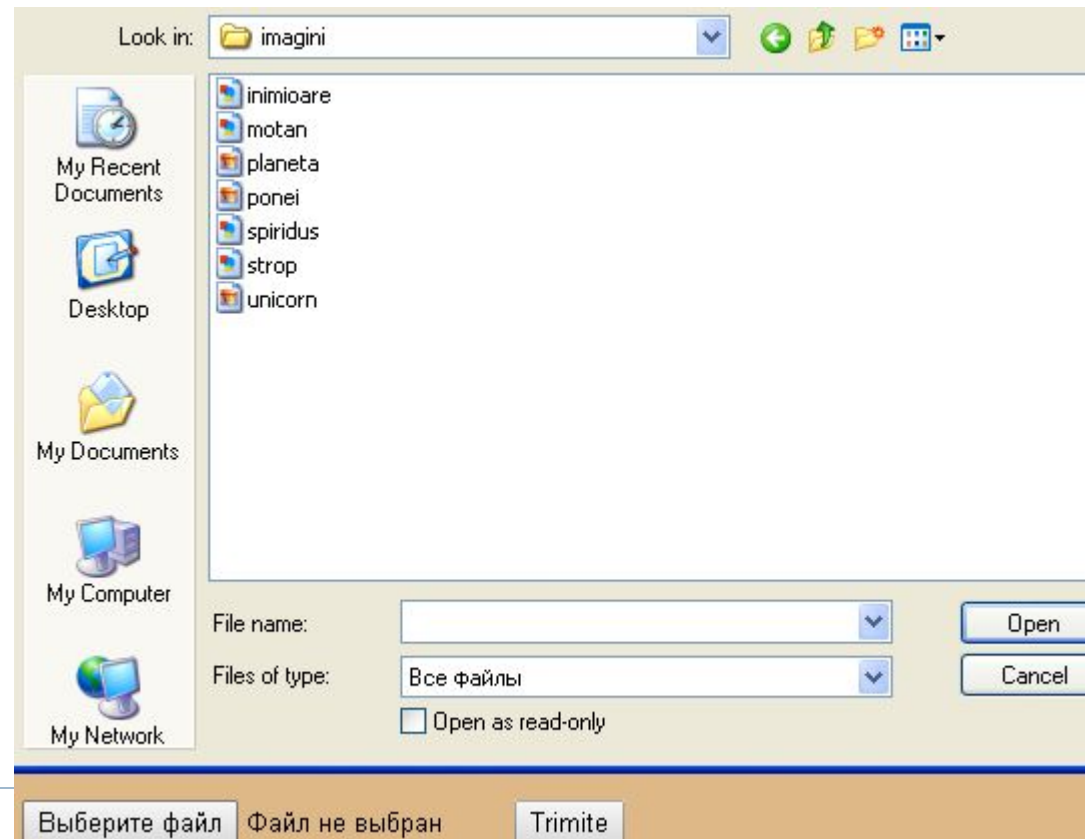 Look in: imagini
My Recent
Documents
Desktop
My Documents
My Computer
My Network
inimioare
motan
planeta
ponei
spiridus
strop
unicorn
File name: Open
Files of type: Все файлы Cancel
Open as read-only
Выберите файл Файл не выбран Trimite